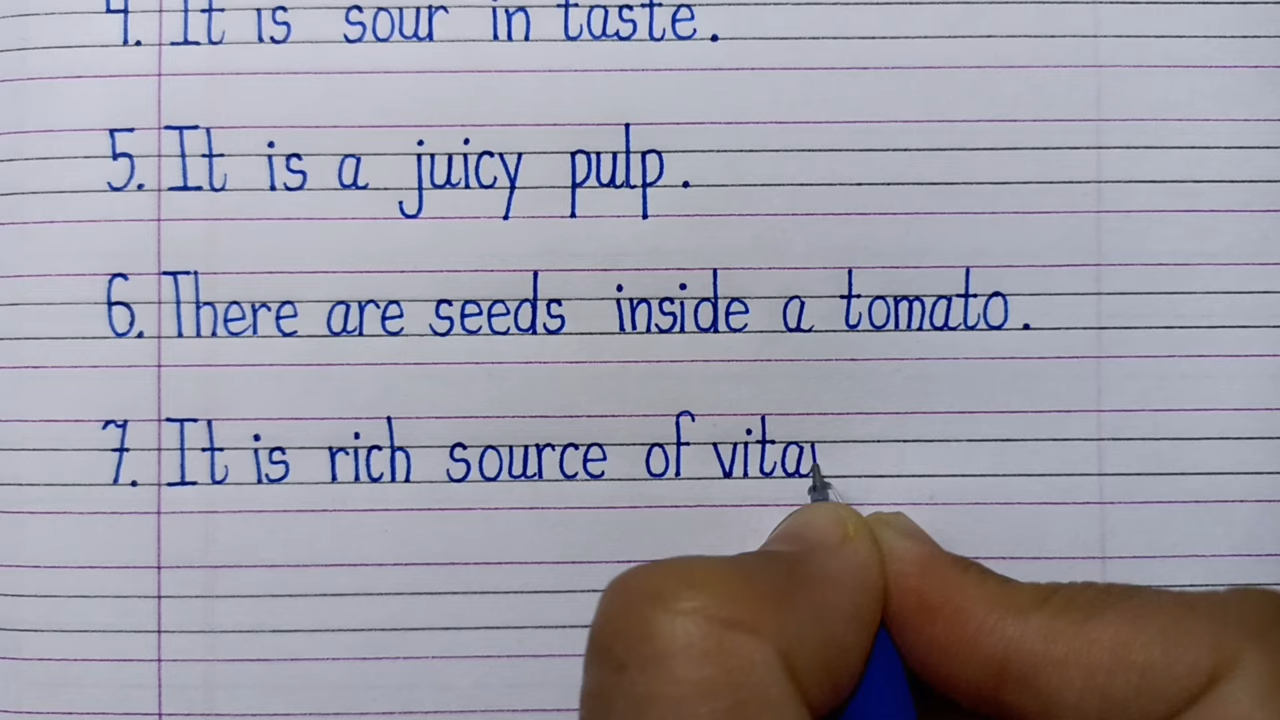 4. It is sour in taste.
5. It is a juicy pulp.
6. There are seeds inside a tomato.
7. It is rich source of vita